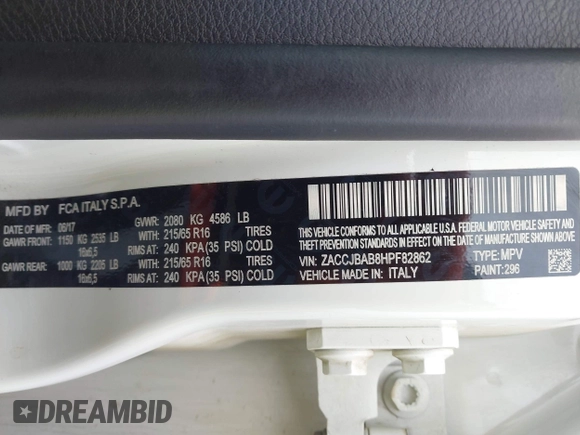 MFD BY FCA ITALY S.P.A.
DATE OF MFR 06/17 GVWR: 2080 KG 4586 LB
GAWR FRONT: 1150 KG 2535 LB WITH: 215/65 R16 TIRES
16x6,5 RIMS AT: 240 KPA (35 PSI) COLD
GAWR REAR: 1000 KG 2205 LB WITH: 215/65 R16 TIRES
16x6,5 RIMS AT: 240 KPA (35 PSI) COLD
THIS VEHICLE CONFORMS TO ALL APPLICABLE U.S.A. FEDERAL MOTOR VEHICLE
SAFETY, BUMPER AND THEFT PREVENTION STANDARDS IN EFFECT ON THE DATE OF MANUFACTURE SHOWN ABOVE
VIN: ZACCJBAB8HPF82862 TYPE: MPV
VEHICLE MADE IN: ITALY PAINT: 296
DREAMBID